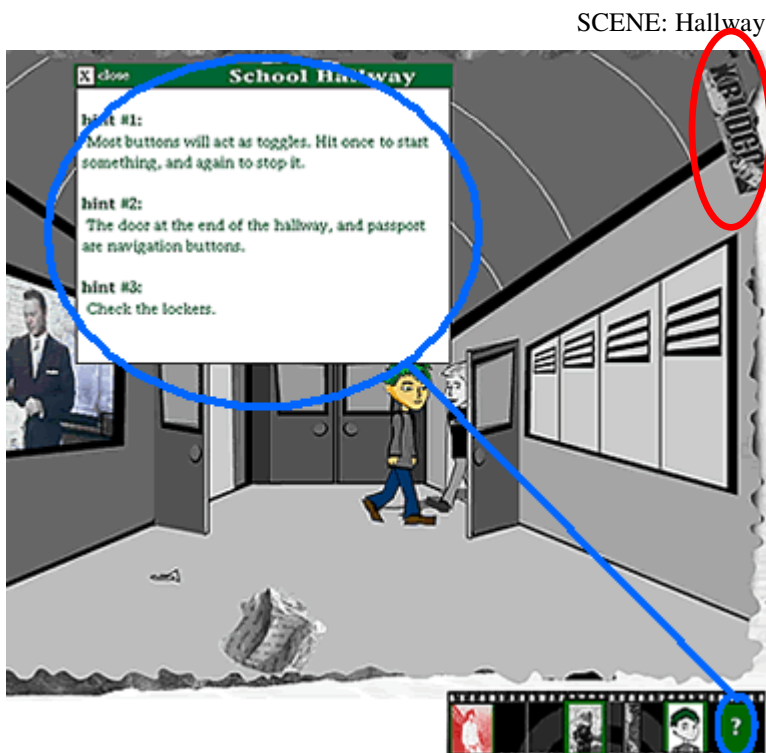 SCENE: Hallway
X close
School Hallway
hint #1:
Most buttons will act as toggles. Hit once to start
something, and again to stop it.
hint #2:
The door at the end of the hallway, and passport
are navigation buttons.
hint #3:
Check the lockers.
?